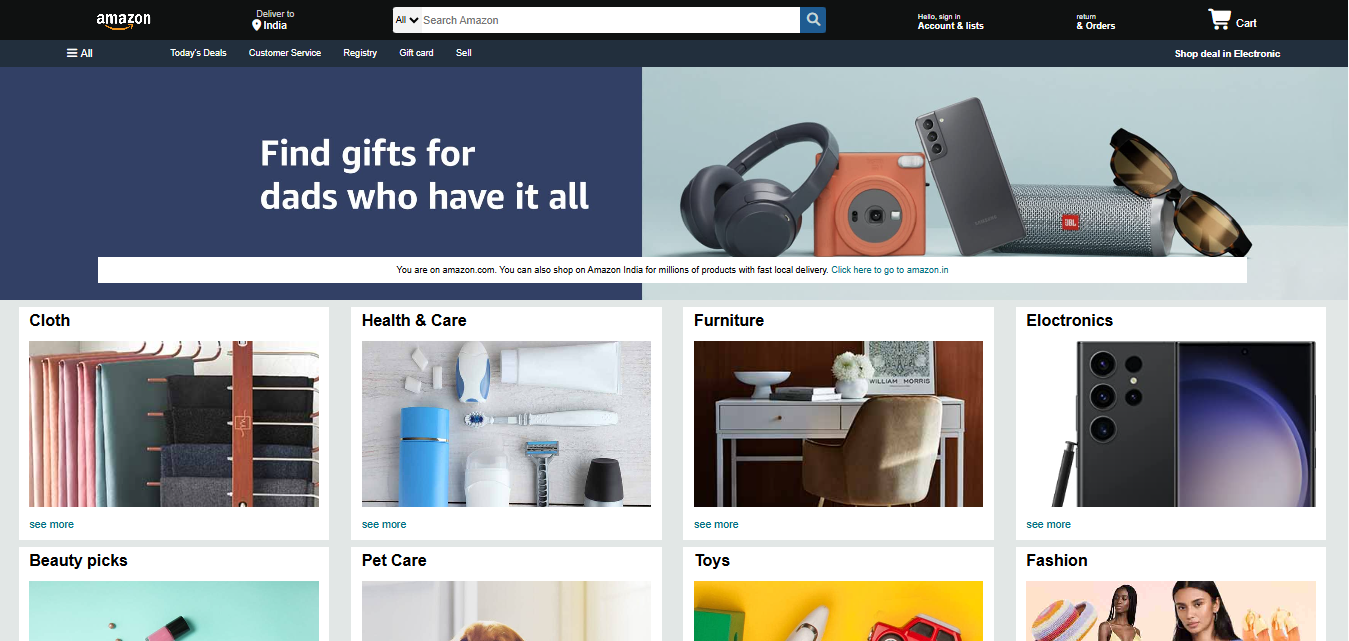 amazon
Deliver to
India
All
Search Amazon
Hello, sign in
Account & lists
return
& Orders
Cart
All
Today's Deals
Customer Service
Registry
Gift card
Sell
Shop deal in Electronic
Find gifts for
dads who have it all
SAMSUNG
JBL
You are on amazon.com. You can also shop on Amazon India for millions of products with fast local delivery. Click here to go to amazon.in
Cloth
Health & Care
Furniture
Eloctronics
WILLIAM MORRIS
see more
see more
see more
see more
Beauty picks
Pet Care
Toys
Fashion